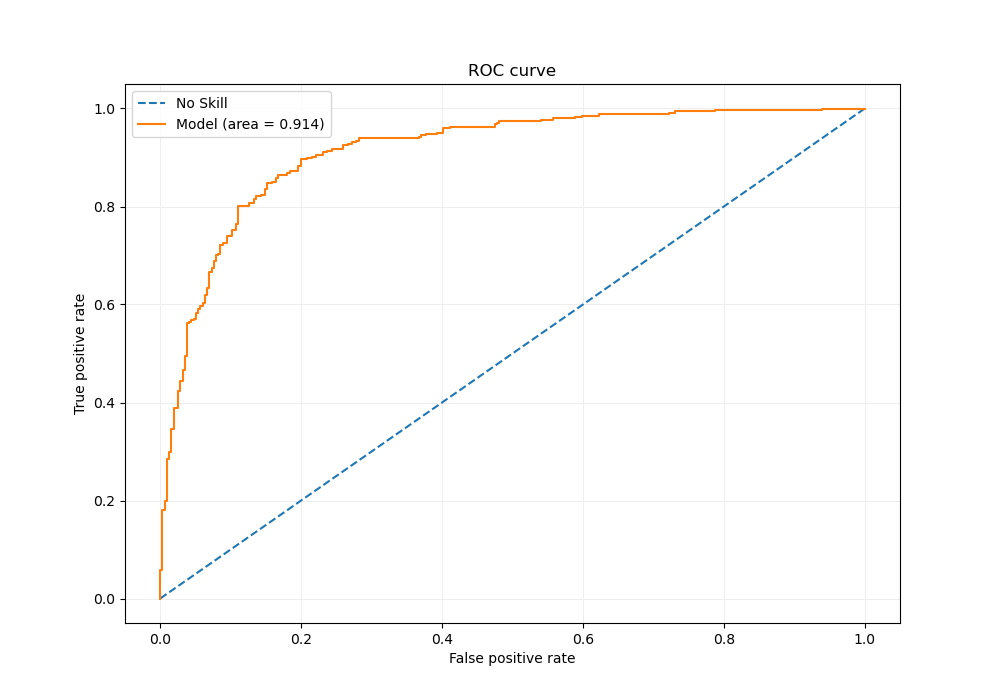 ROC curve
No Skill
Model (area = 0.914)
True positive rate
1.0
0.8
0.6
0.4
0.2
0.0
0.0 0.2 0.4 0.6 0.8 1.0
False positive rate